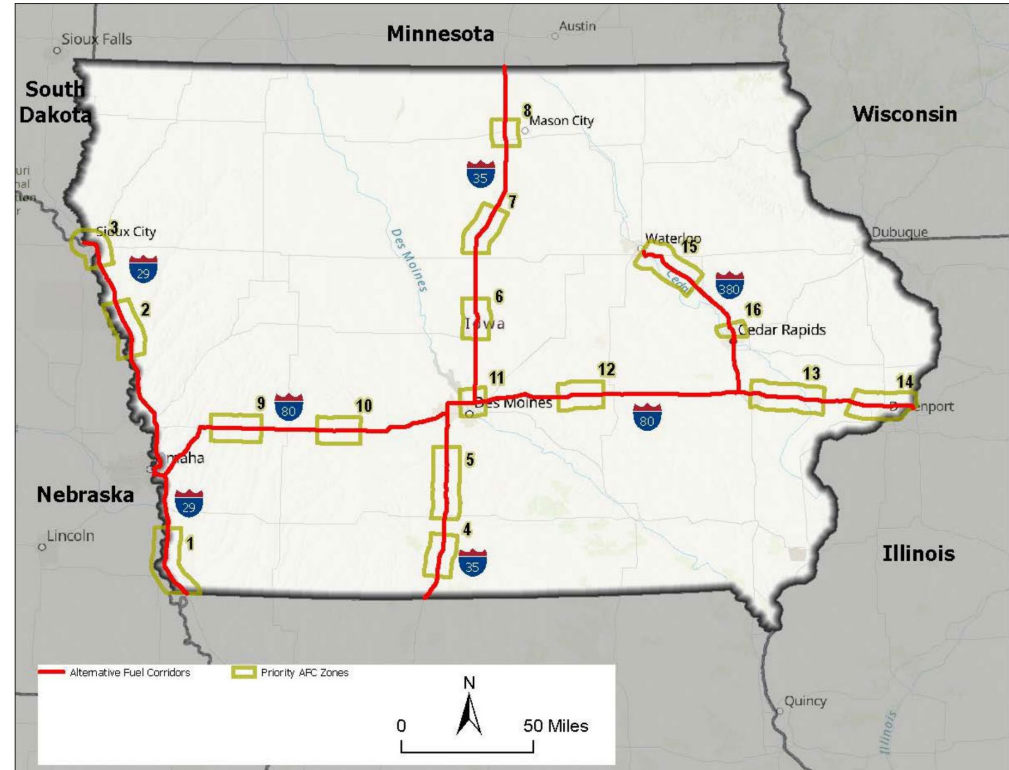 Sioux Falls
Minnesota
Austin
South
Dakota
Wisconsin
8
Mason City
35
7
3
Sioux City
29
Des Moines
Waterloo
15
Dubuque
Cedar
380
2
6
Iowa
16
Cedar Rapids
11
Des Moines
12
13
14
9
80
10
80
Omaha
5
Nebraska
29
Lincoln
1
4
35
Illinois
Alternative Fuel Corridors
Priority AFC Zones
N
0
50 Miles
Quincy
Illinois